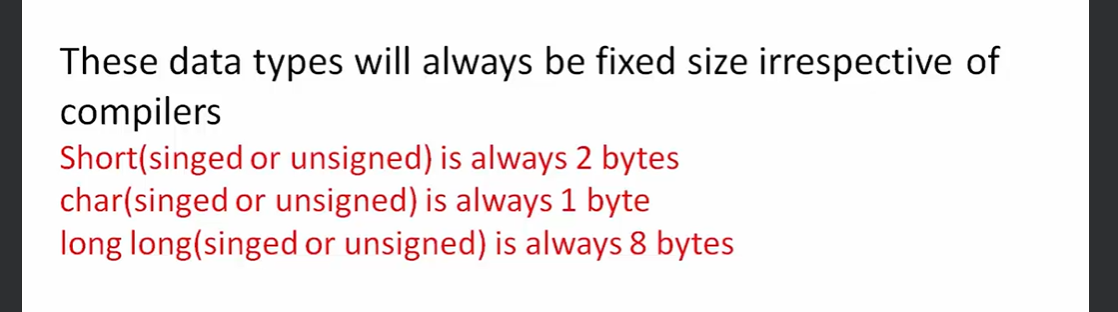 These data types will always be fixed size irrespective of
compilers
Short(singed or unsigned) is always 2 bytes
char(singed or unsigned) is always 1 byte
long long(singed or unsigned) is always 8 bytes